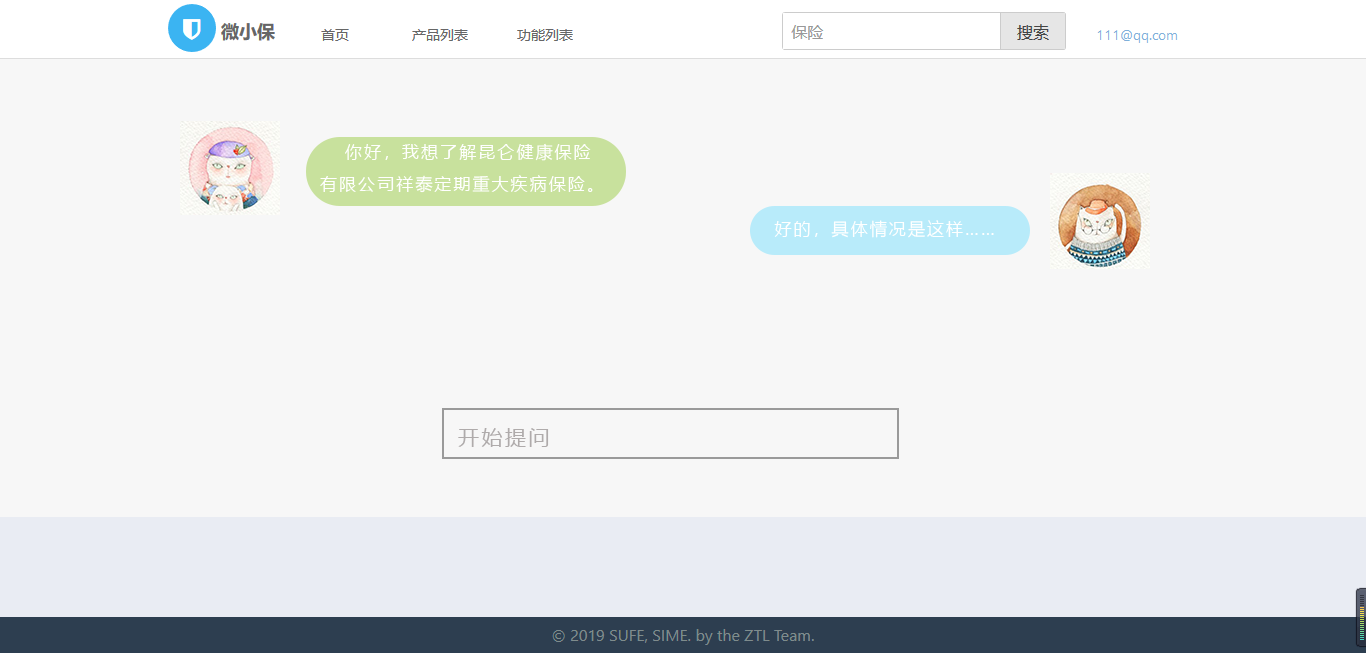 微小保 首页 产品列表 功能列表 保险 搜索 111@qq.com
你好，我想了解昆仑健康保险
有限公司祥泰定期重大疾病保险。
好的，具体情况是这样……
开始提问
© 2019 SUFE, SIME. by the ZTL Team.